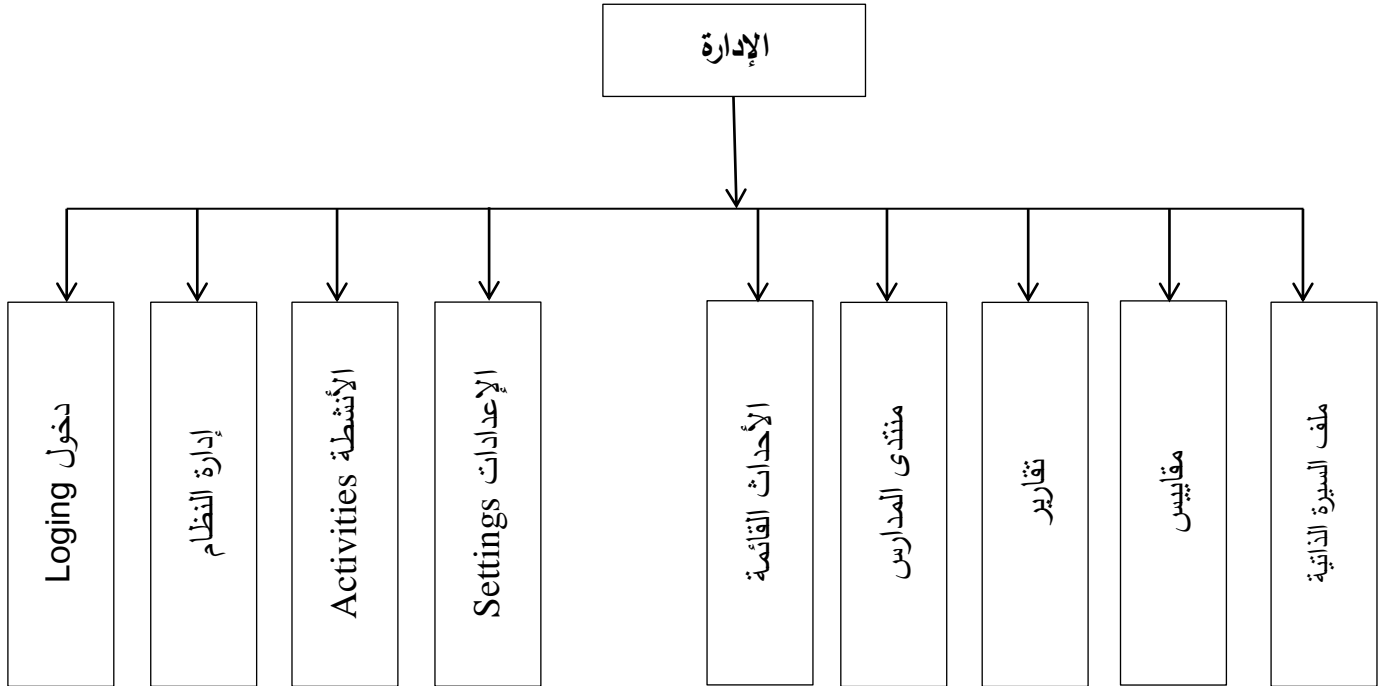 الإدارة
ملف السيرة الذاتية
مقاييس
تقارير
منتدى المدارس
الأحداث القائمة
الإعدادات Settings
الأنشطة Activities
إدارة النظام
دخول Loging